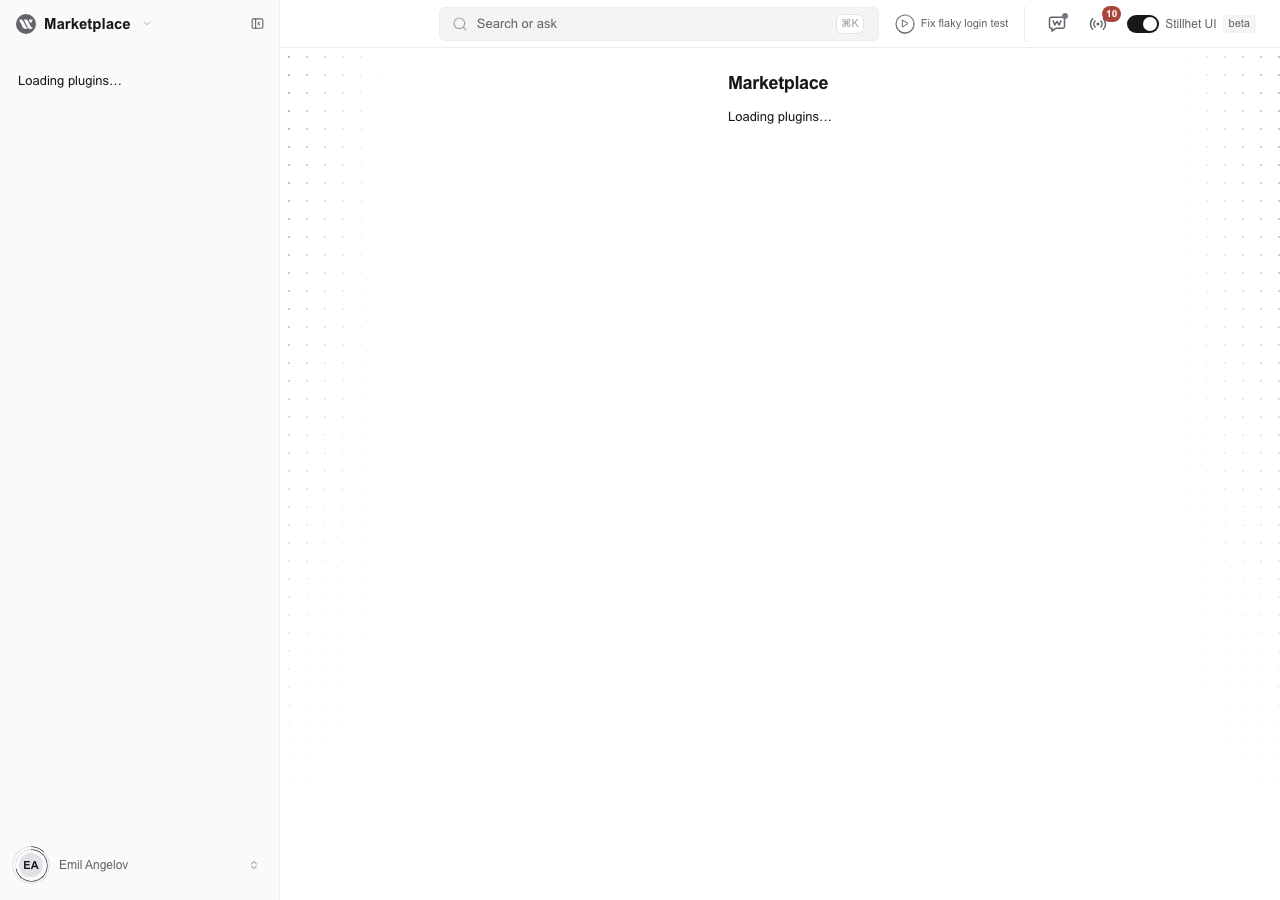 Marketplace
Search or ask
⌘K
Fix flaky login test
10
Stillhet UI
beta
Loading plugins…
Marketplace
Loading plugins…
EA
Emil Angelov